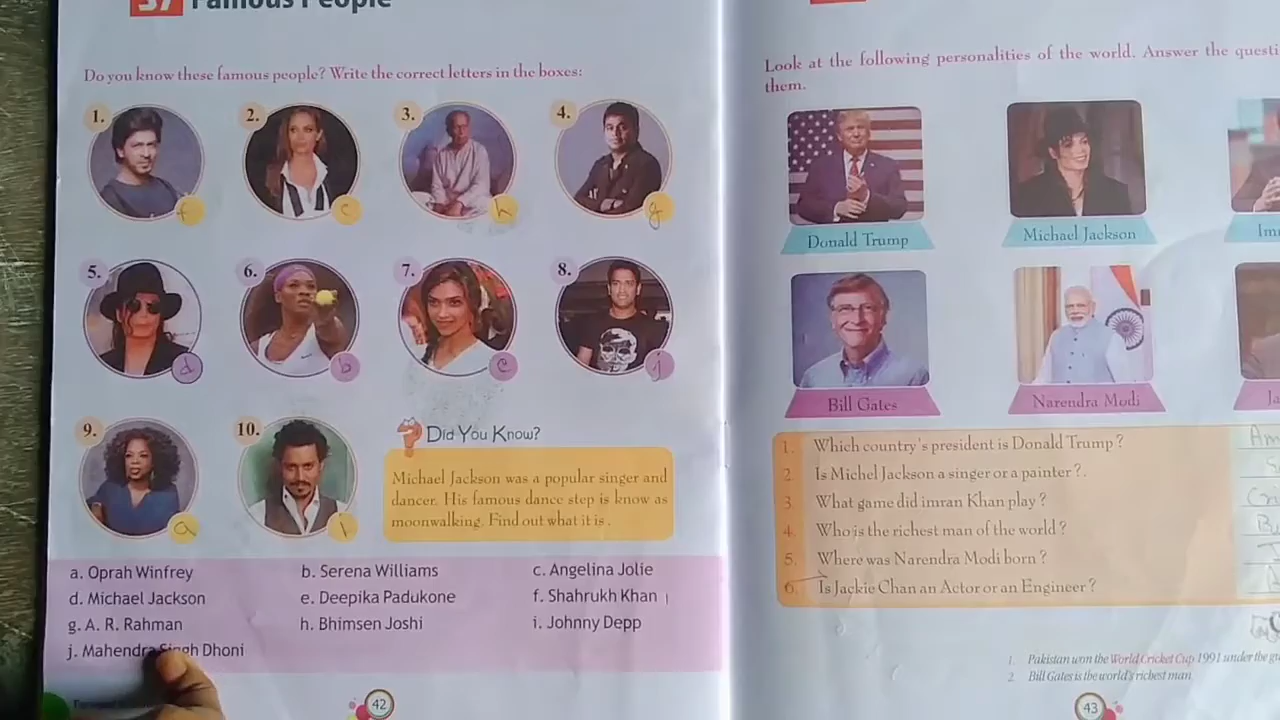 37 Famous People
Do you know these famous people? Write the correct letters in the boxes:
1. 2. 3. 4.
f c h g
5. 6. 7. 8.
d b e j
9. 10.
a i
Did You Know?
Michael Jackson was a popular singer and
dancer. His famous dance step is know as
moonwalking. Find out what it is .
a. Oprah Winfrey b. Serena Williams c. Angelina Jolie
d. Michael Jackson e. Deepika Padukone f. Shahrukh Khan
g. A. R. Rahman h. Bhimsen Joshi i. Johnny Depp
j. Mahendra Singh Dhoni
42
Look at the following personalities of the world. Answer the questi
them.
Donald Trump Michael Jackson Im
Bill Gates Narendra Modi Ja
1. Which country's president is Donald Trump ? Am
2. Is Michel Jackson a singer or a painter ?. S
3. What game did imran Khan play ? Cri
4. Who is the richest man of the world ? B
5. Where was Narendra Modi born ?
6. Is Jackie Chan an Actor or an Engineer ?
1. Pakistan won the World Cricket Cup 1991 under the gu
2. Bill Gates is the world's richest man
43